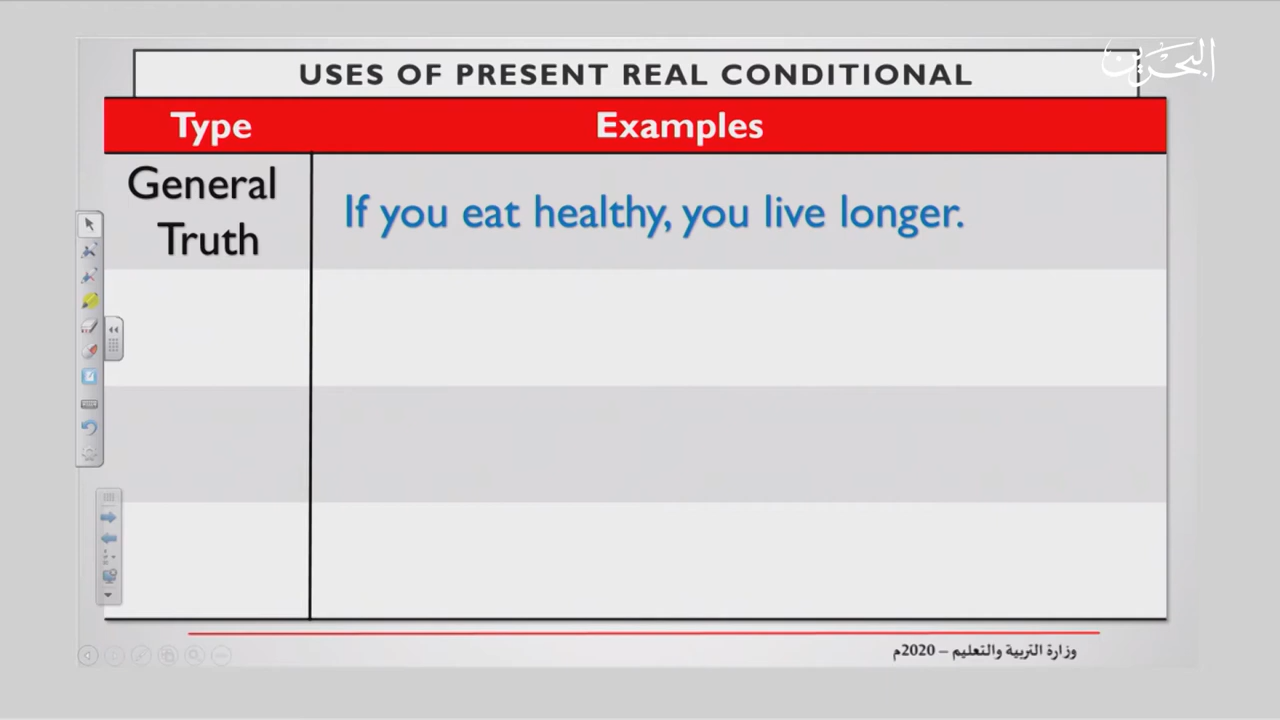 البحرين
USES OF PRESENT REAL CONDITIONAL
Type
Examples
General
Truth
If you eat healthy, you live longer.
وزارة التربية والتعليم – 2020م